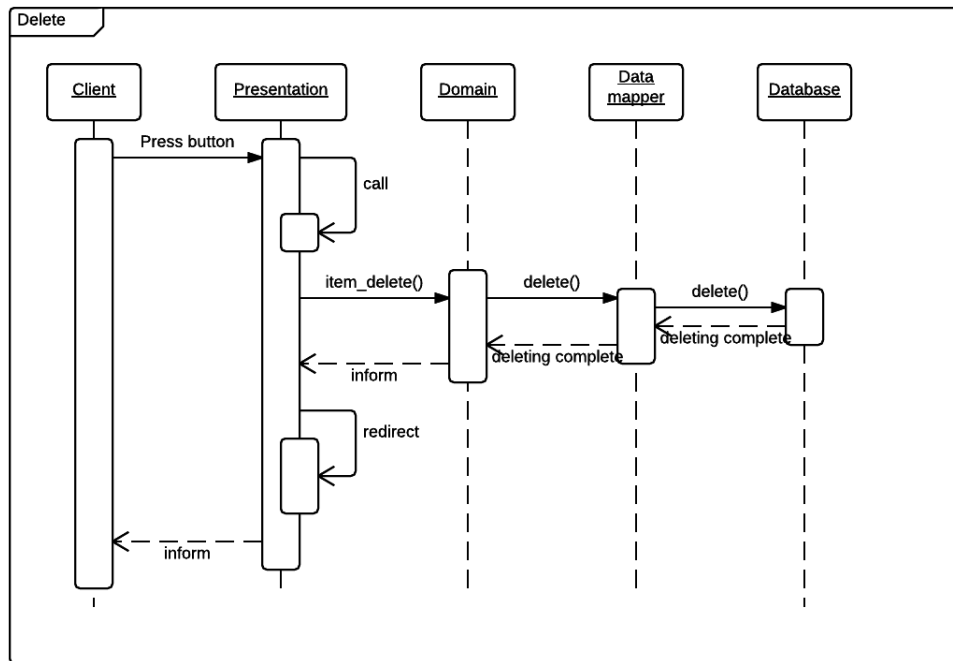 Delete
Client
Presentation
Domain
Data
mapper
Database
Press button
call
item_delete()
delete()
delete()
deleting complete
deleting complete
inform
redirect
inform